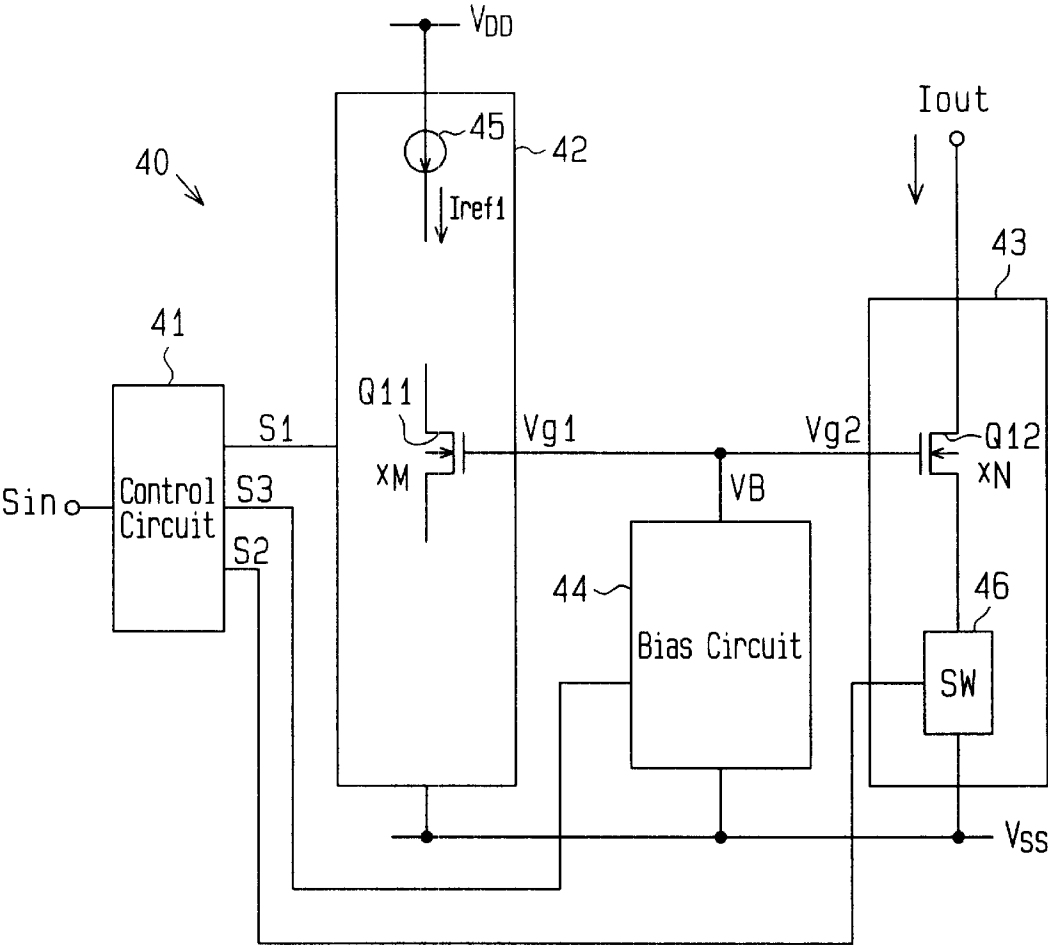 VDD
Iout
45
42
40
Iref1
43
41
Q11
S1
Vg1
Vg2
Q12
xM
xN
S3
VB
Sin
Control
Circuit
S2
44
46
Bias Circuit
SW
VSS